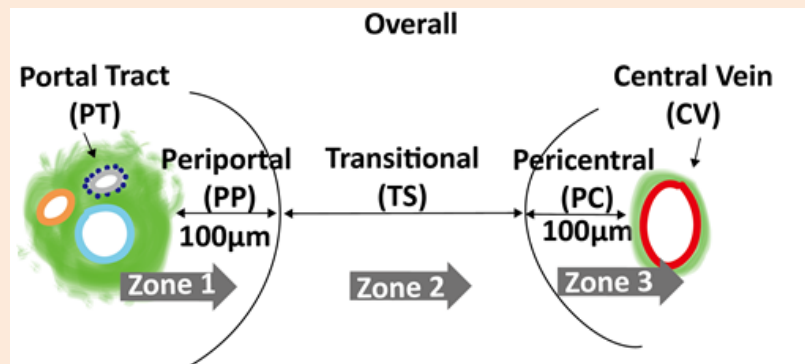 Overall
Portal Tract
(PT)
Central Vein
(CV)
Periportal
(PP)
100µm
Transitional
(TS)
Pericentral
(PC)
100µm
Zone 1
Zone 2
Zone 3